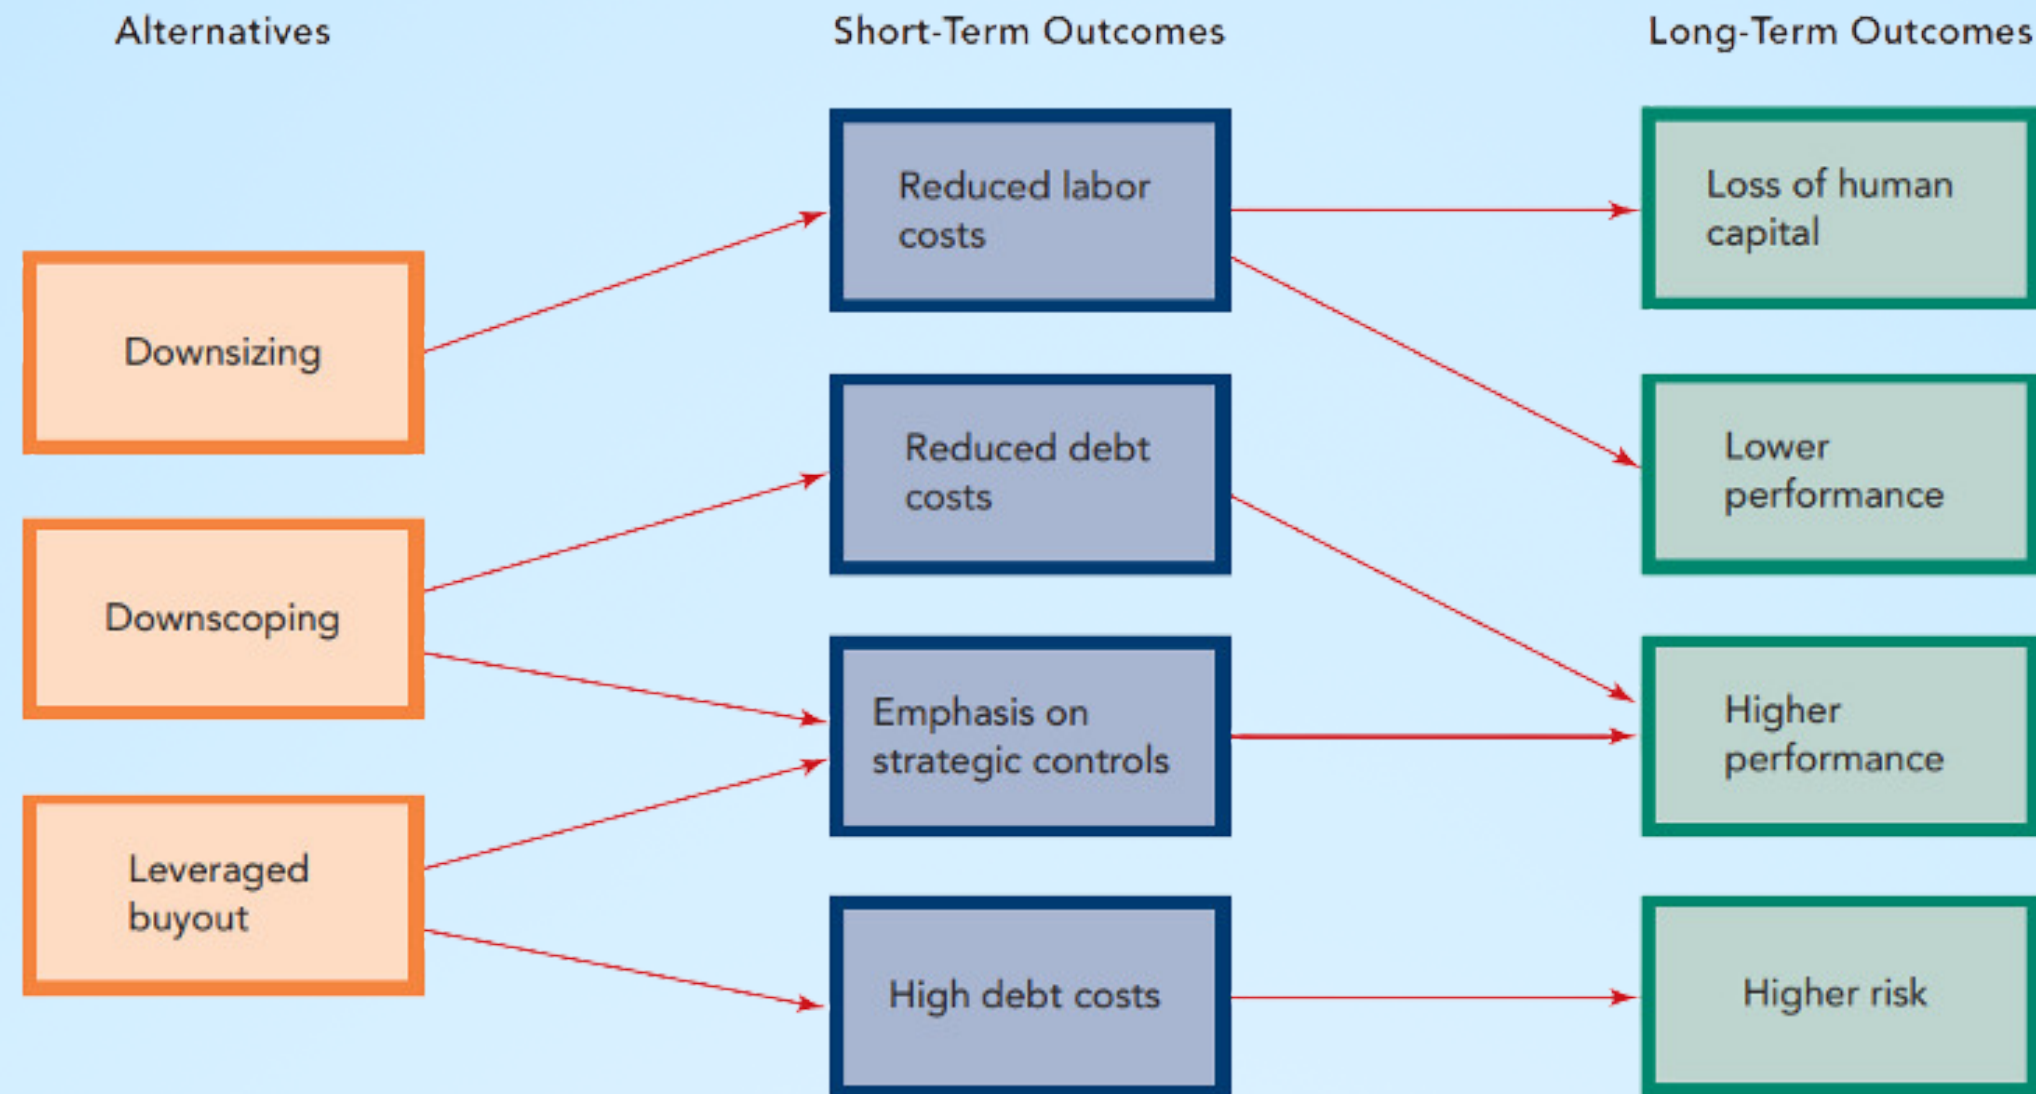 Alternatives
Short-Term Outcomes
Long-Term Outcomes
Downsizing
Downscoping
Leveraged
buyout
Reduced labor
costs
Reduced debt
costs
Emphasis on
strategic controls
High debt costs
Loss of human
capital
Lower
performance
Higher
performance
Higher risk